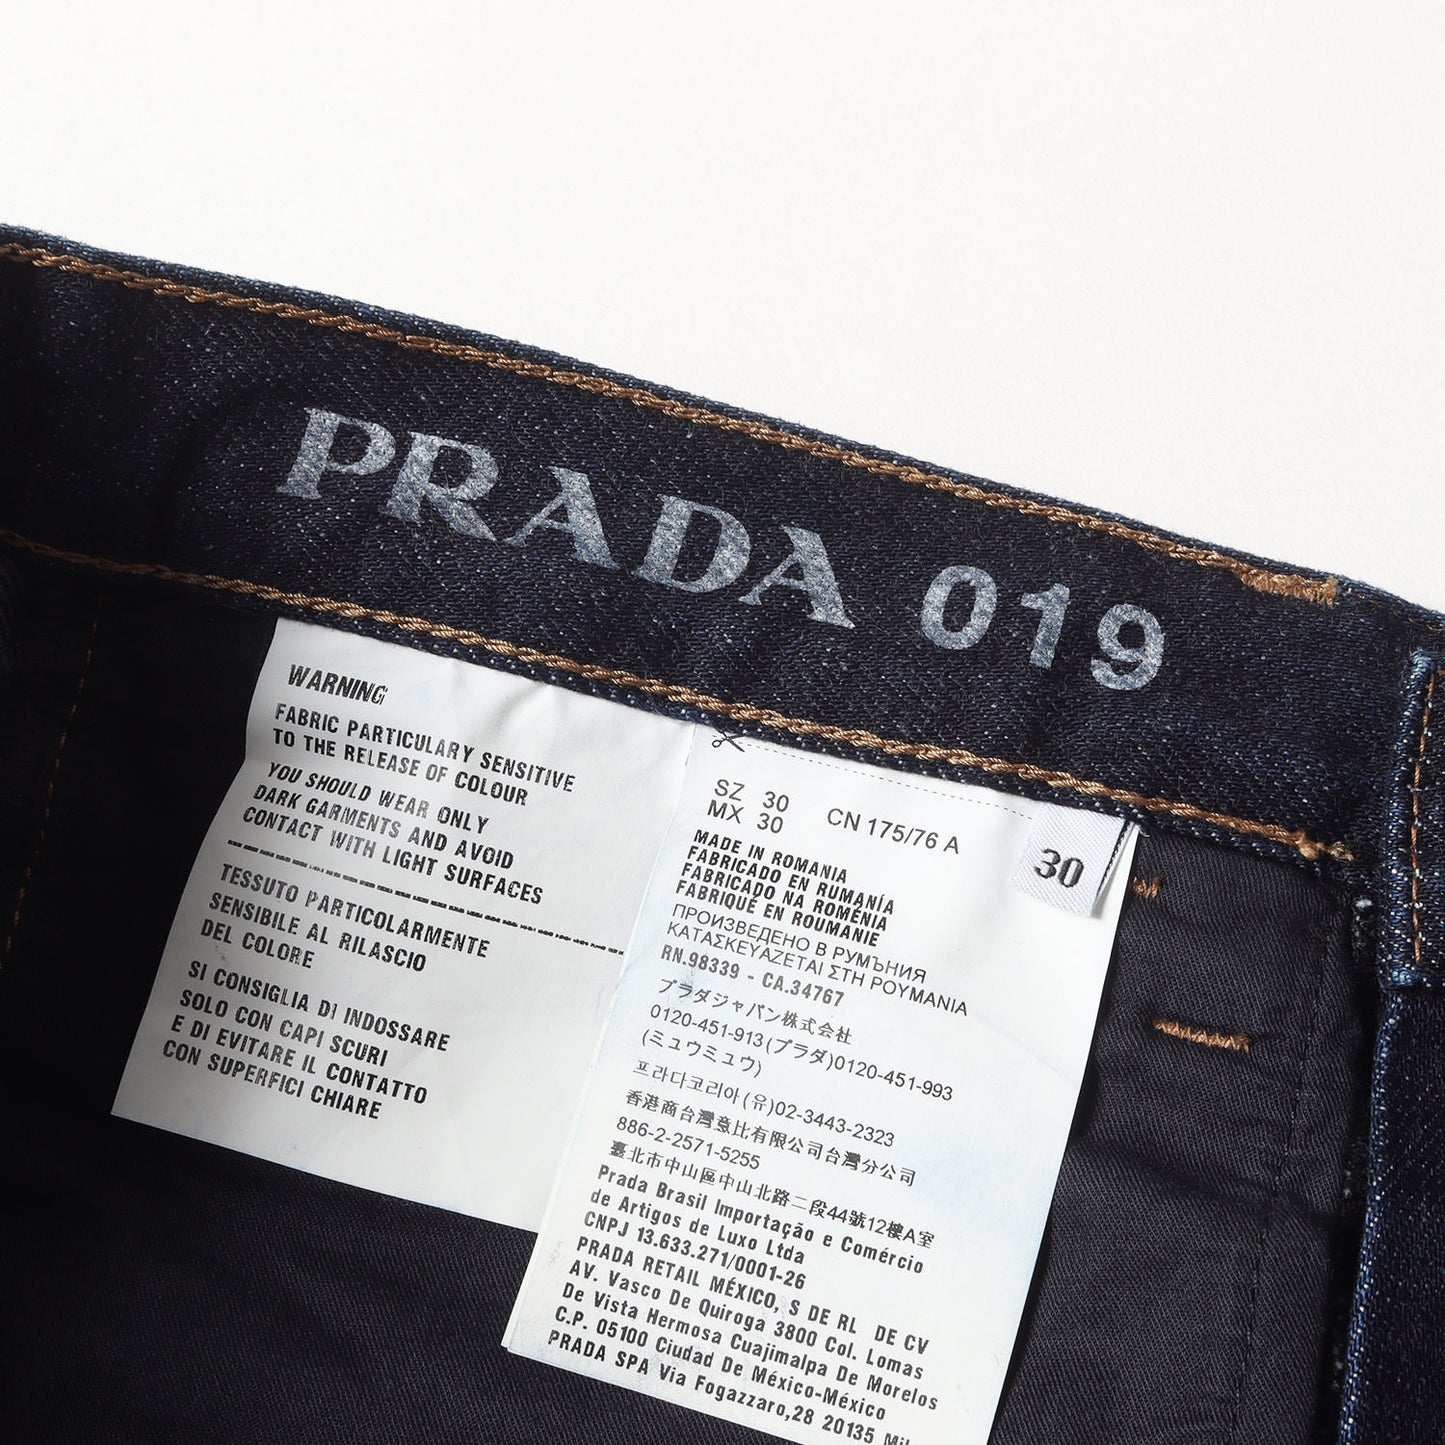 PRADA 019
WARNING
FABRIC PARTICULARY SENSITIVE
TO THE RELEASE OF COLOUR
YOU SHOULD WEAR ONLY
DARK GARMENTS AND AVOID
CONTACT WITH LIGHT SURFACES
TESSUTO PARTICOLARMENTE
SENSIBILE AL RILASCIO
DEL COLORE
SI CONSIGLIA DI INDOSSARE
SOLO CON CAPI SCURI
E DI EVITARE IL CONTATTO
CON SUPERFICI CHIARE
SZ 30
MX 30
CN 175/76 A
30
MADE IN ROMANIA
FABRICADO EN RUMANÍA
FABRICADO NA ROMÉNIA
FABRIQUÉ EN ROUMANIE
ПРОИЗВЕДЕНО В РУМЪНИЯ
ΚΑΤΑΣΚΕΥΑΖΕΤΑΙ ΣΤΗ ΡΟΥΜΑΝΙΑ
RN.98339 - CA.34767
プラダジャパン株式会社
0120-451-913(プラダ)0120-451-993
(ミュウミュウ)
프라다코리아(유)02-3443-2323
香港商台灣意比有限公司台灣分公司
886-2-2571-5255
臺北市中山區中山北路二段44號12樓A室
Prada Brasil Importação e Comércio
de Artigos de Luxo Ltda
CNPJ 13.633.271/0001-26
PRADA RETAIL MÉXICO, S DE RL DE CV
AV. Vasco De Quiroga 3800 Col. Lomas
De Vista Hermosa Cuajimalpa De Morelos
C.P. 05100 Ciudad De México-México
PRADA SPA Via Fogazzaro,28 20135 Mil